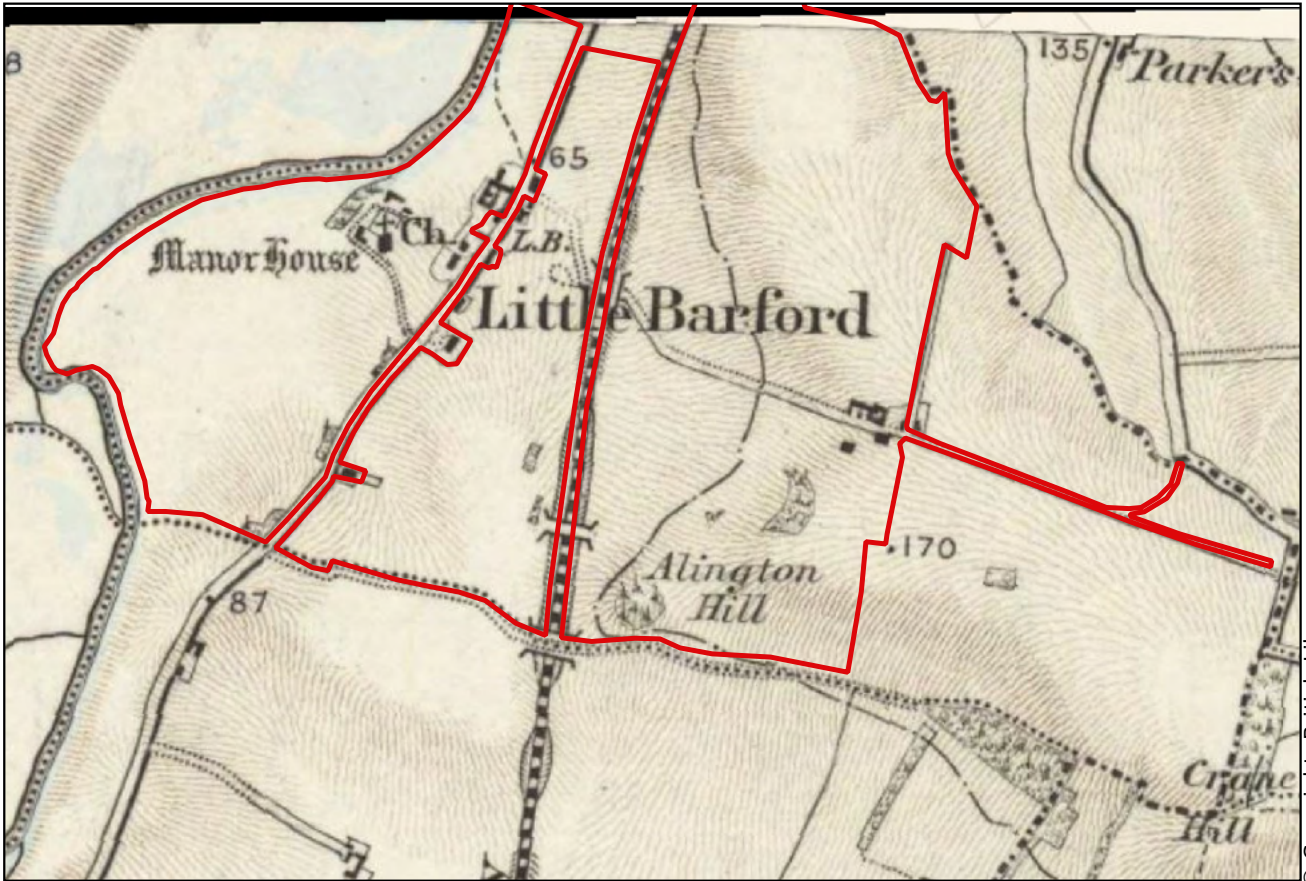 8
135
Parker's
65
Ch.
Manor House
L.B.
Little Barford
170
Alington
Hill
87
Crane
Hill